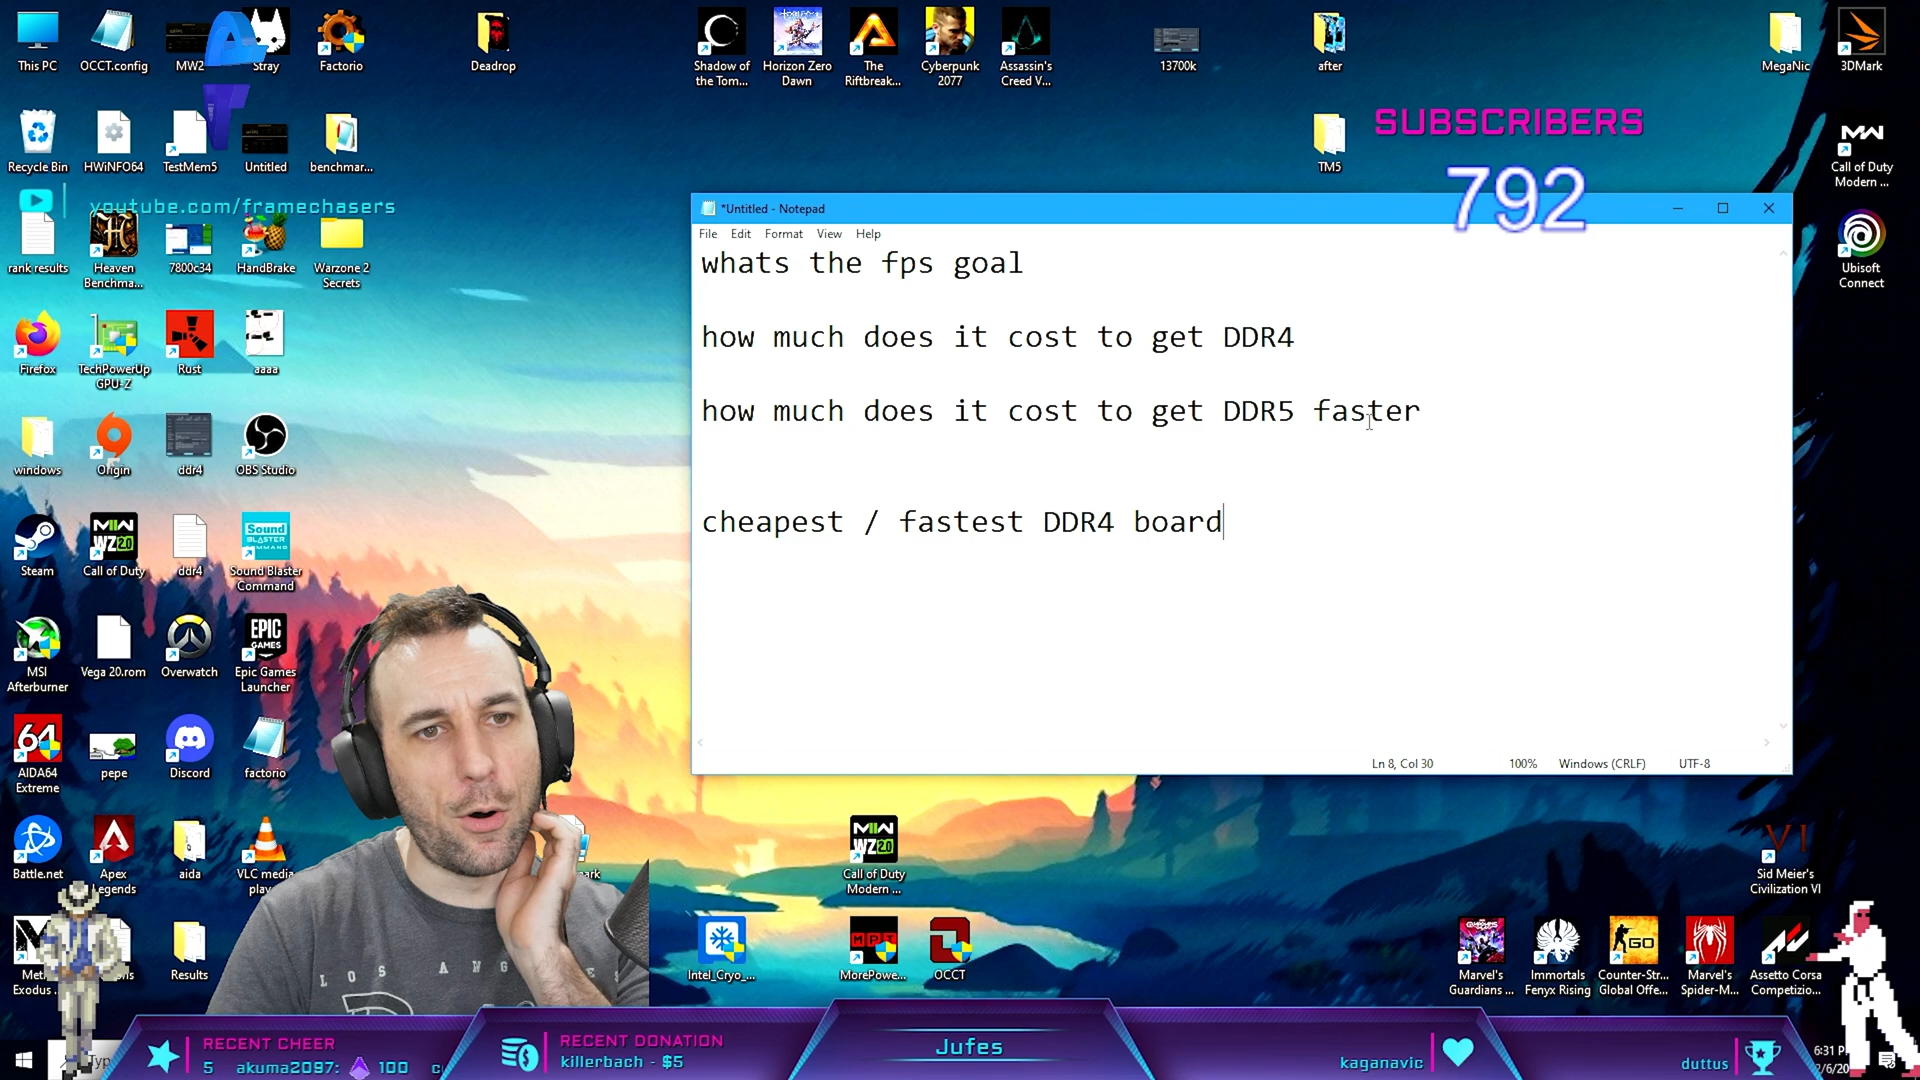 This PC
OCCT.config
MW2
Stray
Factorio
Deadrop
Shadow of
the Tom...
Horizon Zero
Dawn
The
Riftbreak...
Cyberpunk
2077
Assassin's
Creed V...
13700k
after
MegaNic
3DMark
Recycle Bin
HWiNFO64
TestMem5
Untitled
benchmar...
TM5
SUBSCRIBERS
792
Call of Duty
Modern ...
youtube.com/framechasers
rank results
Heaven
Benchma...
7800c34
HandBrake
Warzone 2
Secrets
Ubisoft
Connect
*Untitled - Notepad
File Edit Format View Help
whats the fps goal
how much does it cost to get DDR4
how much does it cost to get DDR5 faster
cheapest / fastest DDR4 board
Ln 8, Col 30
100%
Windows (CRLF)
UTF-8
Firefox
TechPowerUp
GPU-Z
Rust
aaaa
windows
Origin
ddr4
OBS Studio
Steam
Call of Duty
ddr4
Sound Blaster
Command
MSI
Afterburner
Vega 20.rom
Overwatch
Epic Games
Launcher
AIDA64
Extreme
pepe
Discord
factorio
Battle.net
Apex
Legends
aida
VLC media
Results
Exodus
Call of Duty
Modern ...
Sid Meier's
Civilization VI
Intel_Cryo_...
MorePowe...
OCCT
Marvel's
Guardians ...
Immortals
Fenyx Rising
Counter-Str...
Global Offe...
Marvel's
Spider-M...
Assetto Corsa
Competizio...
LOS ANGELES
RECENT CHEER
5 akuma2097: 100
RECENT DONATION
killerbach - $5
Jufes
kaganavic
duttus
6:31 P